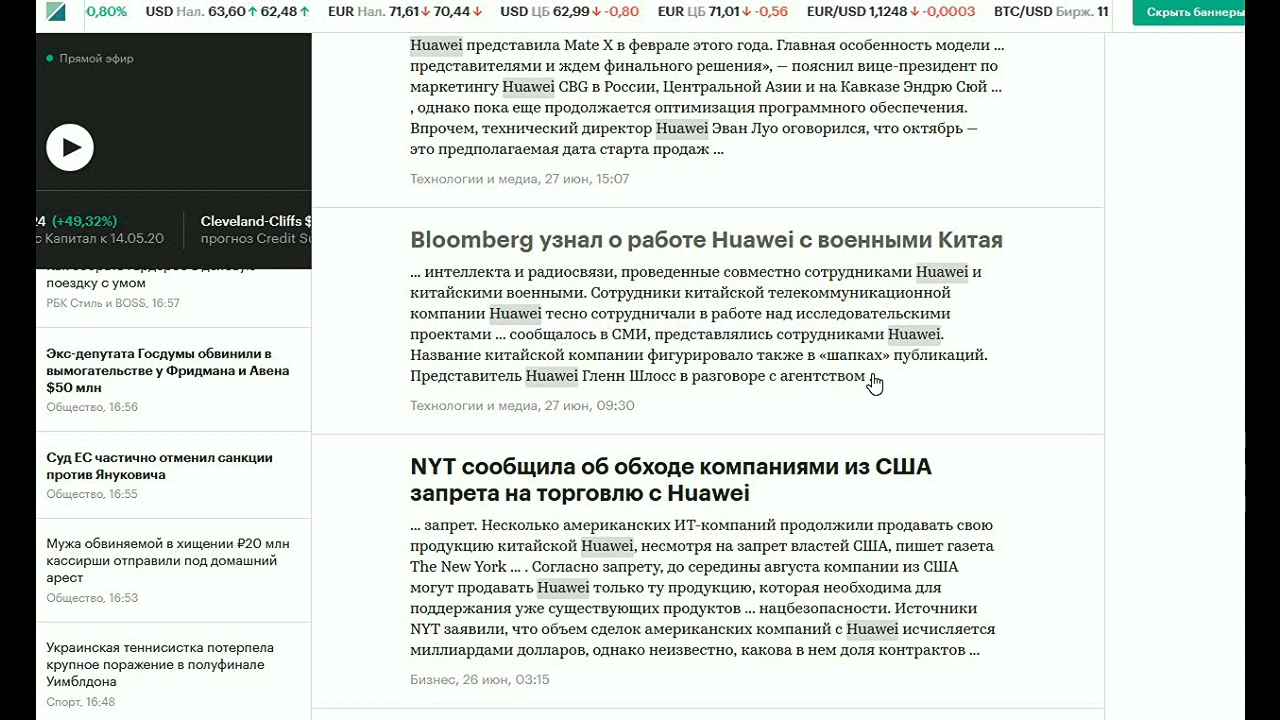 -0,80% USD Нал. 63,60↑ 62,48↑ EUR Нал. 71,61↓ 70,44↓ USD ЦБ 62,99↓ -0,80 EUR ЦБ 71,01↓ -0,56 EUR/USD 1,1248↓ -0,0003 BTC/USD Бирж. 11
Скрыть баннеры
Прямой эфир
24 (+49,32%)
с Капитал к 14.05.20
Cleveland-Cliffs $
прогноз Credit Su
поездку с умом
РБК Стиль и BOSS, 16:57
Экс-депутата Госдумы обвинили в
вымогательстве у Фридмана и Авена
$50 млн
Общество, 16:56
Суд ЕС частично отменил санкции
против Януковича
Общество, 16:55
Мужа обвиняемой в хищении ₽20 млн
кассирши отправили под домашний
арест
Общество, 16:53
Украинская теннисистка потерпела
крупное поражение в полуфинале
Уимблдона
Спорт, 16:48
Huawei представила Mate X в феврале этого года. Главная особенность модели ...
представителями и ждем финального решения», — пояснил вице-президент по
маркетингу Huawei CBG в России, Центральной Азии и на Кавказе Эндрю Сюй ...
, однако пока еще продолжается оптимизация программного обеспечения.
Впрочем, технический директор Huawei Эван Луо оговорился, что октябрь —
это предполагаемая дата старта продаж ...
Технологии и медиа, 27 июн, 15:07
Bloomberg узнал о работе Huawei с военными Китая
... интеллекта и радиосвязи, проведенные совместно сотрудниками Huawei и
китайскими военными. Сотрудники китайской телекоммуникационной
компании Huawei тесно сотрудничали в работе над исследовательскими
проектами ... сообщалось в СМИ, представлялись сотрудниками Huawei.
Название китайской компании фигурировало также в «шапках» публикаций.
Представитель Huawei Гленн Шлосс в разговоре с агентством
Технологии и медиа, 27 июн, 09:30
NYT сообщила об обходе компаниями из США
запрета на торговлю с Huawei
... запрет. Несколько американских ИТ-компаний продолжили продавать свою
продукцию китайской Huawei, несмотря на запрет властей США, пишет газета
The New York ... . Согласно запрету, до середины августа компании из США
могут продавать Huawei только ту продукцию, которая необходима для
поддержания уже существующих продуктов ... нацбезопасности. Источники
NYT заявили, что объем сделок американских компаний с Huawei исчисляется
миллиардами долларов, однако неизвестно, какова в нем доля контрактов ...
Бизнес, 26 июн, 03:15